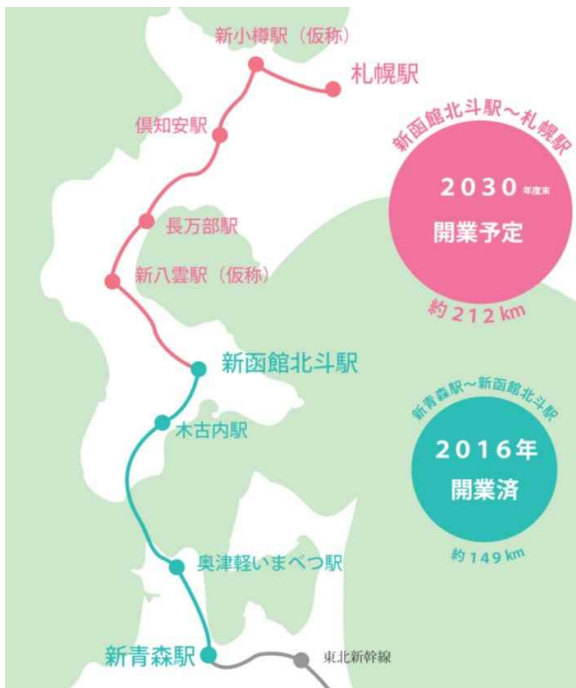 新小樽駅（仮称）
札幌駅
倶知安駅
長万部駅
新八雲駅（仮称）
新函館北斗駅～札幌駅
2030年度末
開業予定
約212km
新函館北斗駅
木古内駅
奥津軽いまべつ駅
新青森駅
新青森駅～新函館北斗駅
2016年
開業済
約149km
東北新幹線